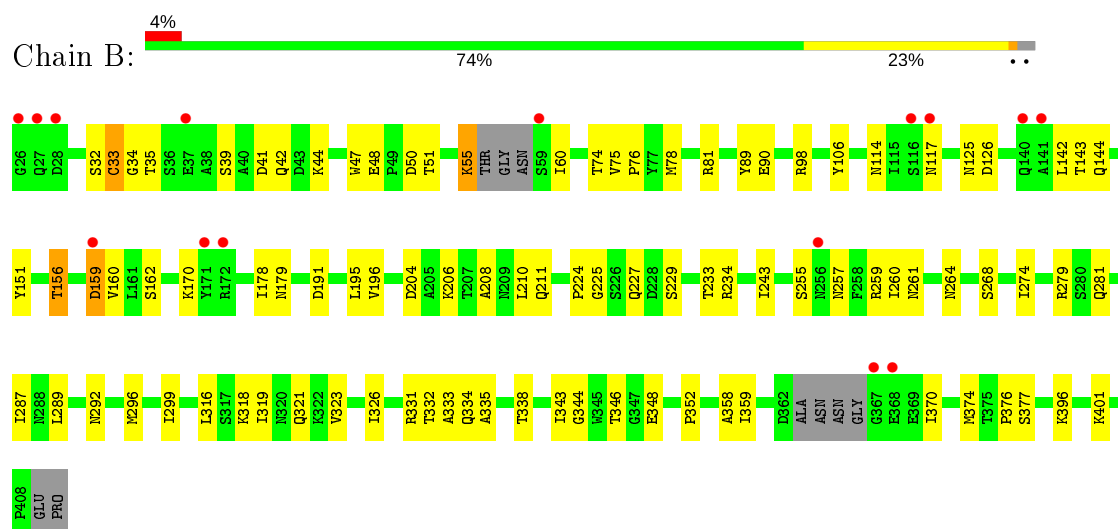 4%
Chain B:
74% 23% • •
G26 Q27 D28 S32 C33 G34 T35 S36 E37 A38 S39 A40 D41 Q42 D43 K44 W47 E48 P49 D50 T51 K55 THR GLY ASN S59 I60 T74 V75 P76 Y77 M78 R81 Y89 E90 R98 Y106 N114 I115 S116 N117 N125 D126 Q140 A141 L142 T143 Q144
Y151 T156 D159 V160 L161 S162 K170 Y171 R172 I178 N179 D191 L195 V196 D204 A205 K206 T207 A208 N209 L210 Q211 P224 G225 S226 Q227 D228 S229 T233 R234 I243 S255 N256 N257 F258 R259 I260 N261 N264 S268 I274 R279 S280 Q281
I287 N288 L289 N292 M296 I299 L316 S317 K318 I319 N320 Q321 K322 V323 I326 R331 T332 A333 Q334 A335 T338 I343 G344 W345 T346 G347 E348 P352 A358 I359 D362 ALA ASN ASN GLY G367 E368 E369 I370 M374 T375 P376 S377 K396 K401
P408 GLU PRO